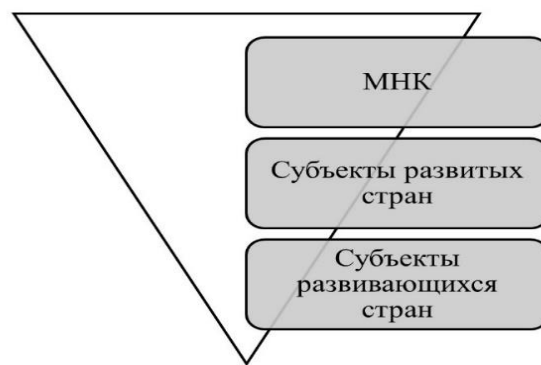 МНК
Субъекты развитых
стран
Субъекты
развивающихся
стран